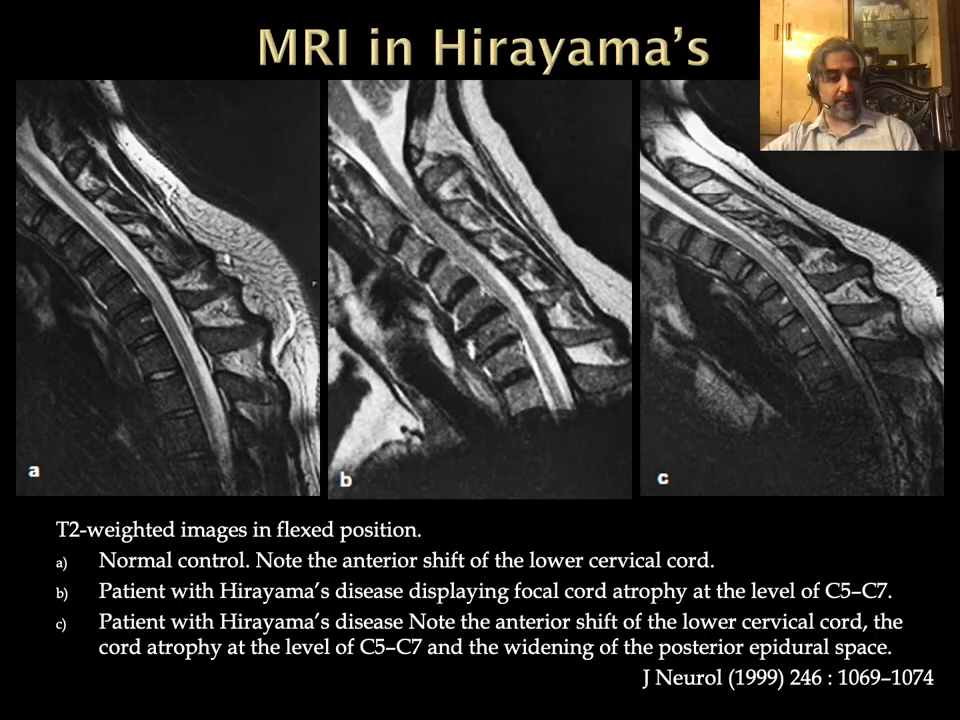 MRI in Hirayama's
a
b
c
T2-weighted images in flexed position.
a) Normal control. Note the anterior shift of the lower cervical cord.
b) Patient with Hirayama's disease displaying focal cord atrophy at the level of C5–C7.
c) Patient with Hirayama's disease Note the anterior shift of the lower cervical cord, the
cord atrophy at the level of C5–C7 and the widening of the posterior epidural space.
J Neurol (1999) 246 : 1069–1074